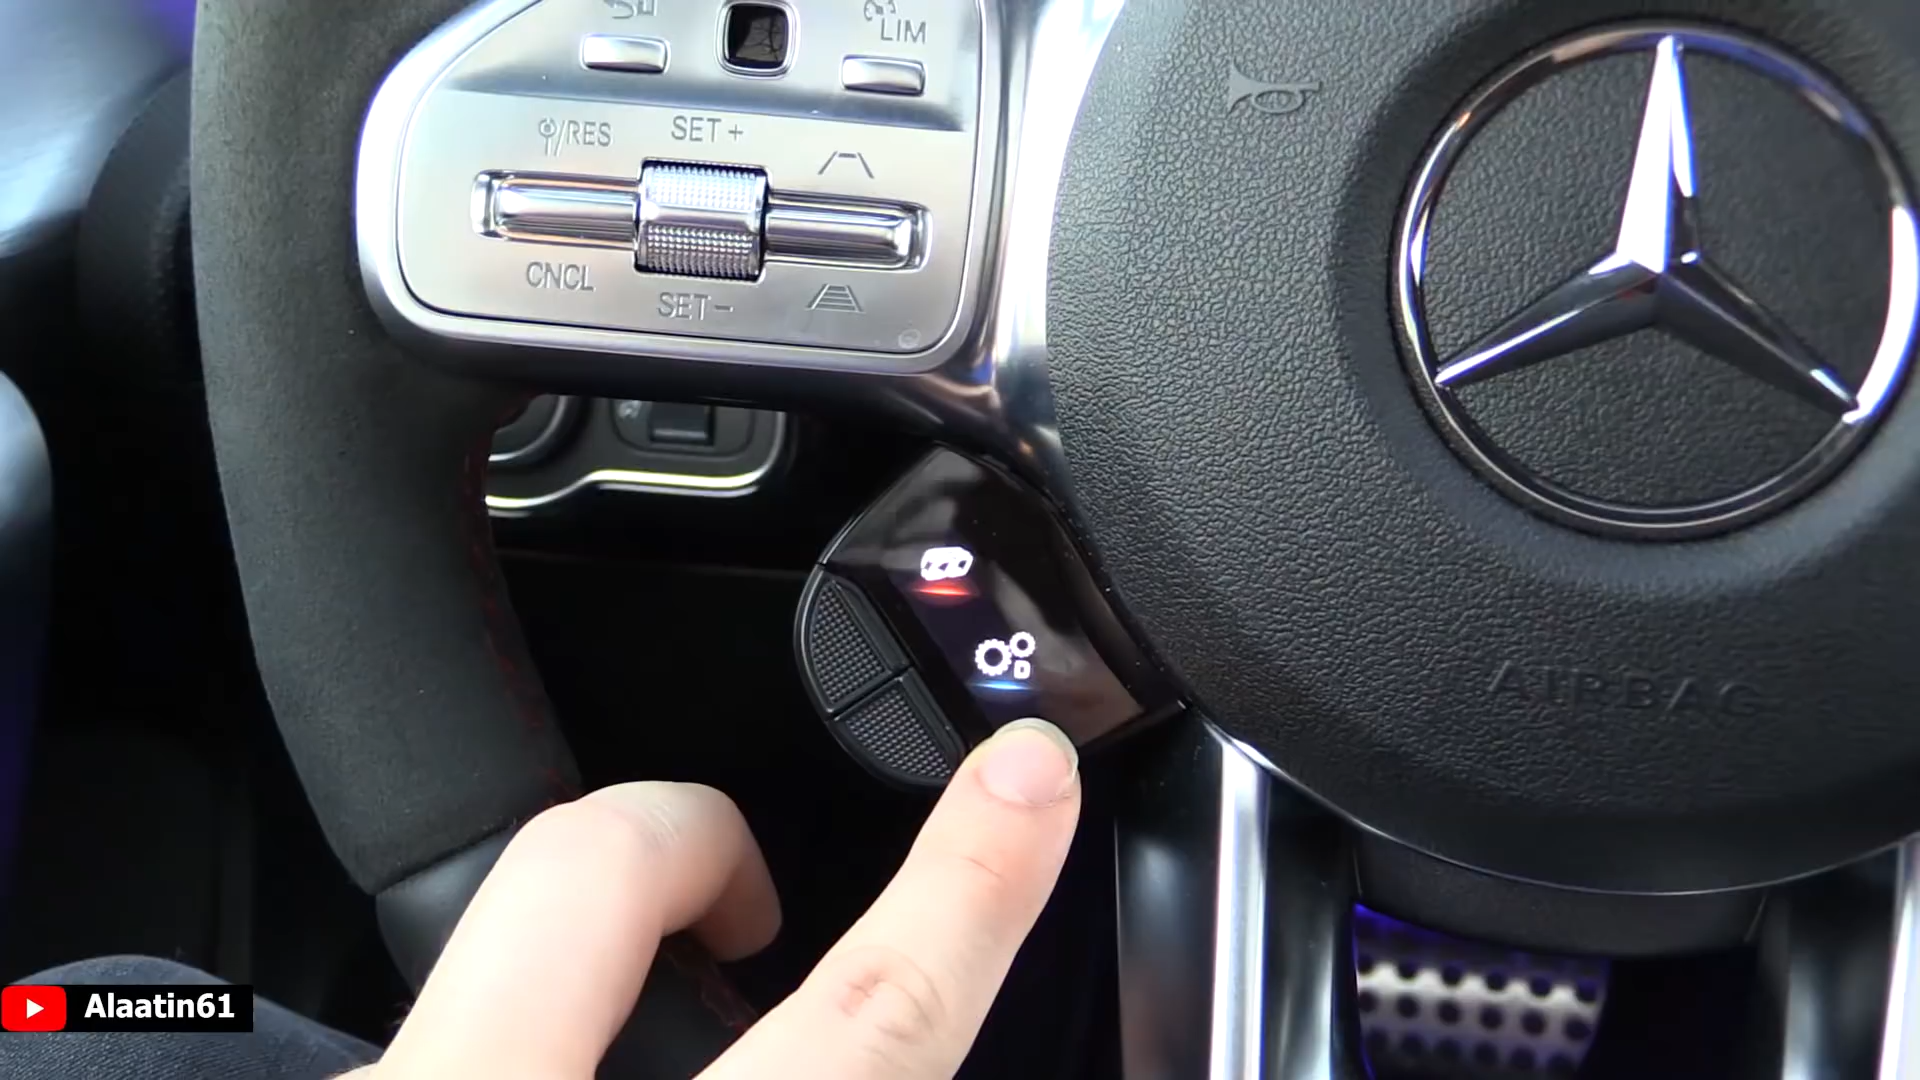 LIM
/RES
SET +
CNCL
SET-
AIRBAG
D
Alaatin61